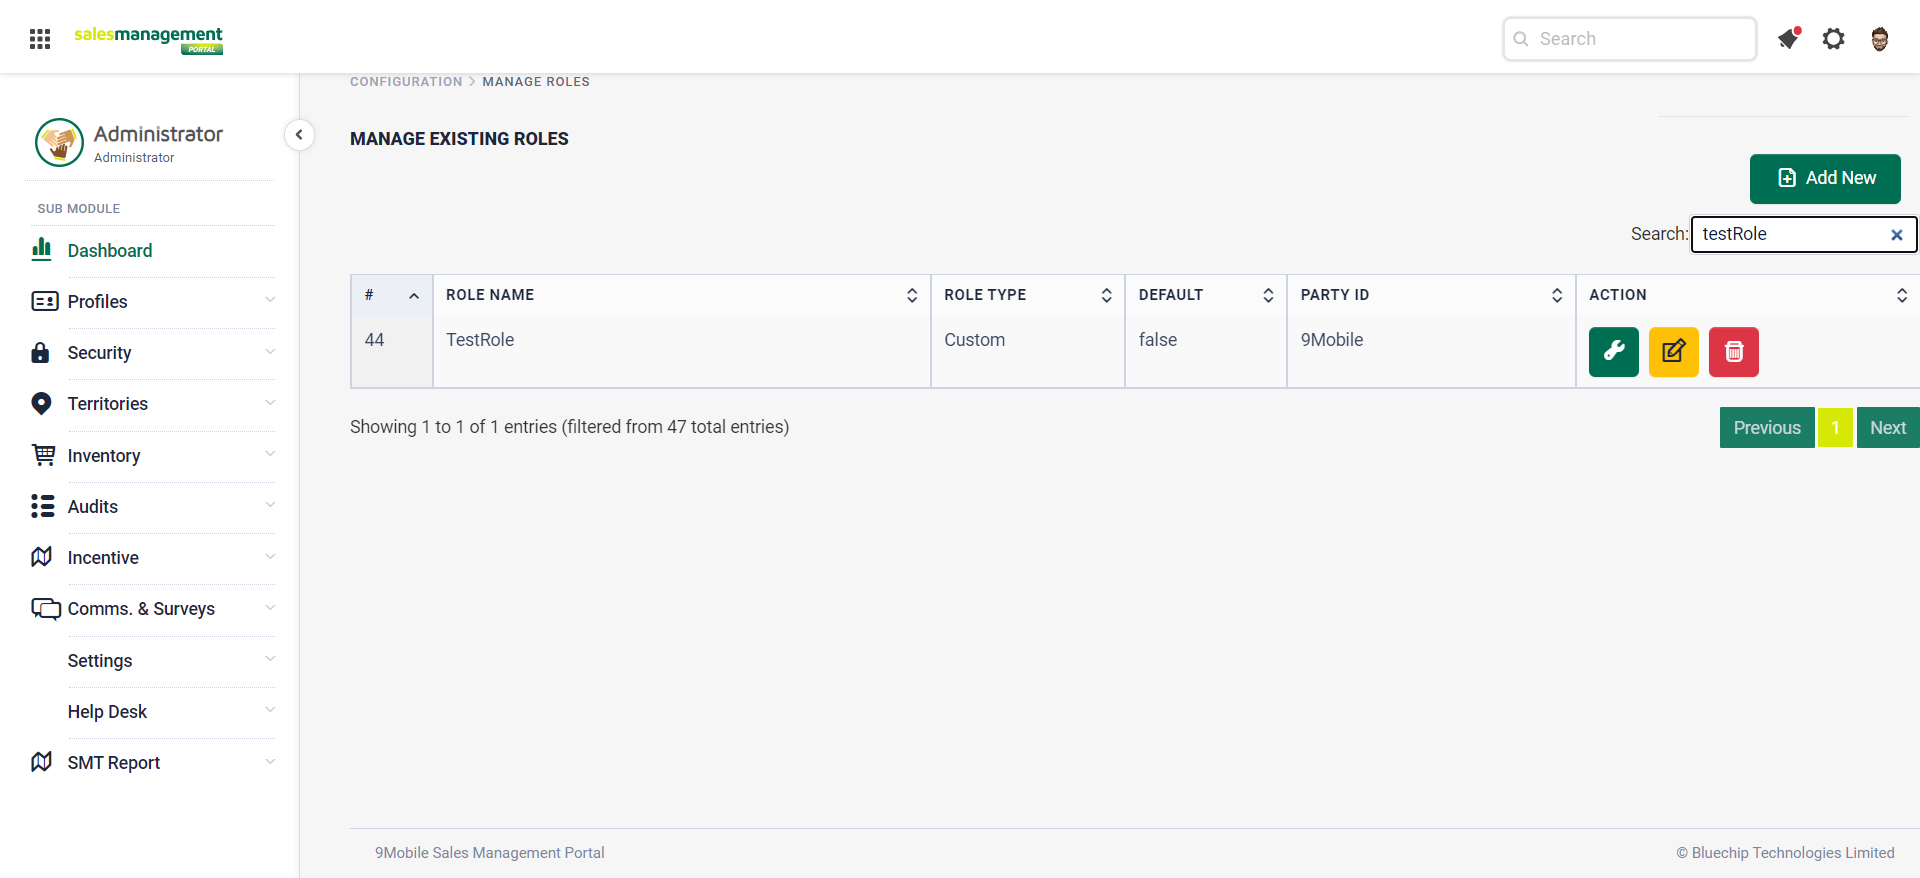 salesmanagement
PORTAL
Search
CONFIGURATION > MANAGE ROLES
Administrator
Administrator
MANAGE EXISTING ROLES
Add New
SUB MODULE
Search: testRole
Dashboard
Profiles
Security
Territories
Inventory
Audits
Incentive
Comms. & Surveys
Settings
Help Desk
SMT Report
# ROLE NAME ROLE TYPE DEFAULT PARTY ID ACTION
44 TestRole Custom false 9Mobile
Showing 1 to 1 of 1 entries (filtered from 47 total entries)
Previous 1 Next
9Mobile Sales Management Portal
© Bluechip Technologies Limited